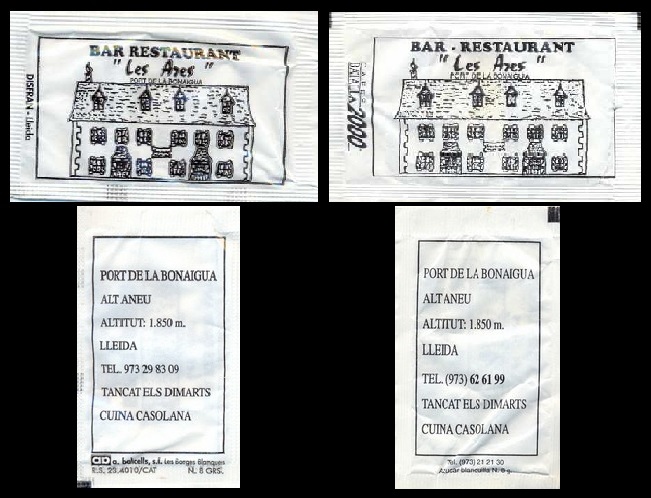 BAR RESTAURANT
"Les Ares"
PORT DE LA BONAIGUA
DISFRAN - Lleida
BAR - RESTAURANT
"Les Ares"
PORT DE LA BONAIGUA
PORT DE LA BONAIGUA
ALT ANEU
ALTITUT: 1.850 m.
LLEIDA
TEL. 973 29 83 09
TANCAT ELS DIMARTS
CUINA CASOLANA
a. balcells, s.l. Les Borges Blanques
R.S. 23.4010/CAT N. 8 GRS.
PORT DE LA BONAIGUA
ALT ANEU
ALTITUT: 1.850 m.
LLEIDA
TEL. (973) 62 61 99
TANCAT ELS DIMARTS
CUINA CASOLANA
Tel. (973) 21 21 30
Azúcar blanquilla N.